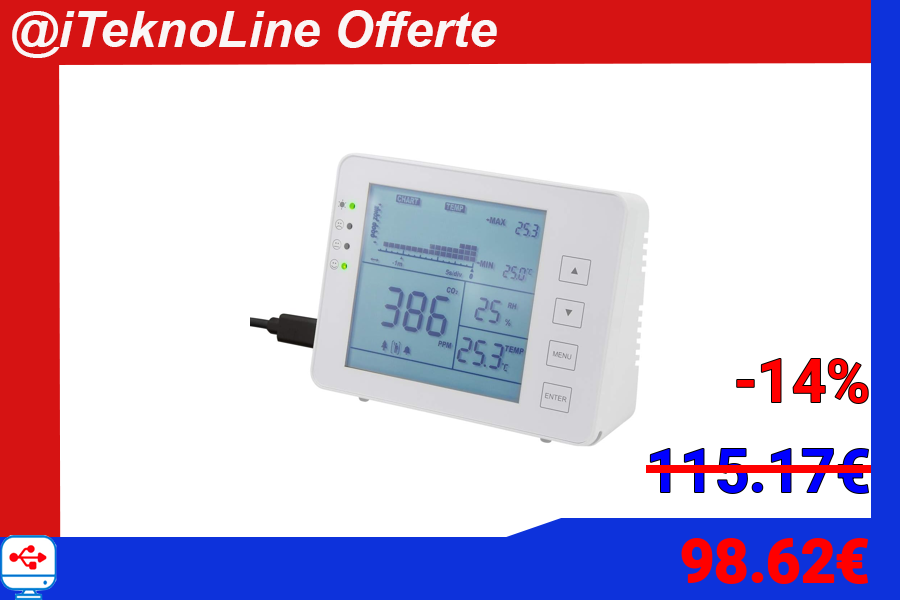 @iTeknoLine Offerte
CHART TEMP
-MAX 25.3
-MIN 25.0°C
CO2
386
PPM
25 %
RH
25.3 °C
TEMP
▲
▼
MENU
ENTER
-14%
115.17€
98.62€